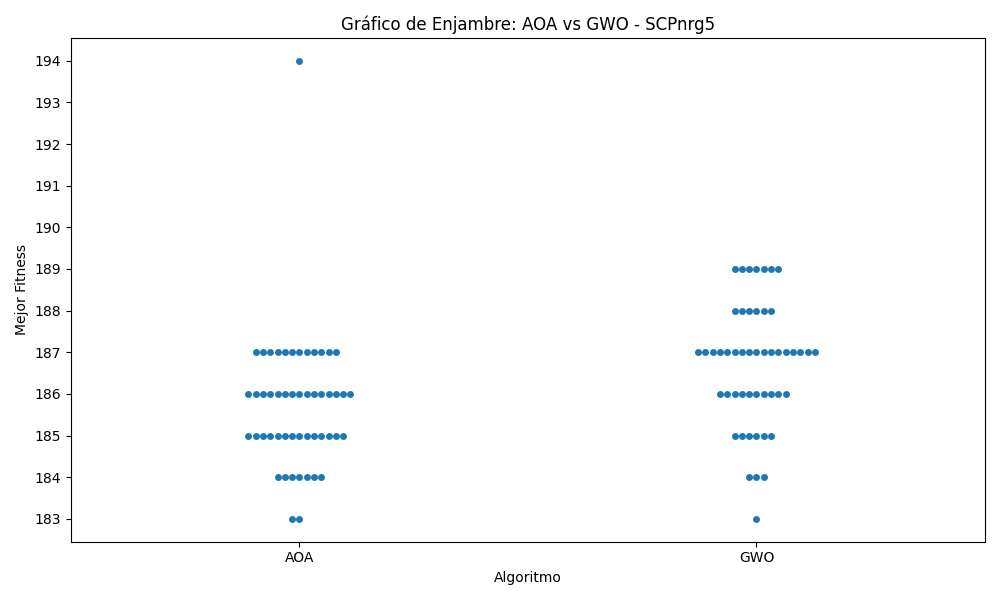 Gráfico de Enjambre: AOA vs GWO - SCPnrg5
194
193
192
191
190
189
188
187
186
185
184
183
Mejor Fitness
AOA
GWO
Algoritmo